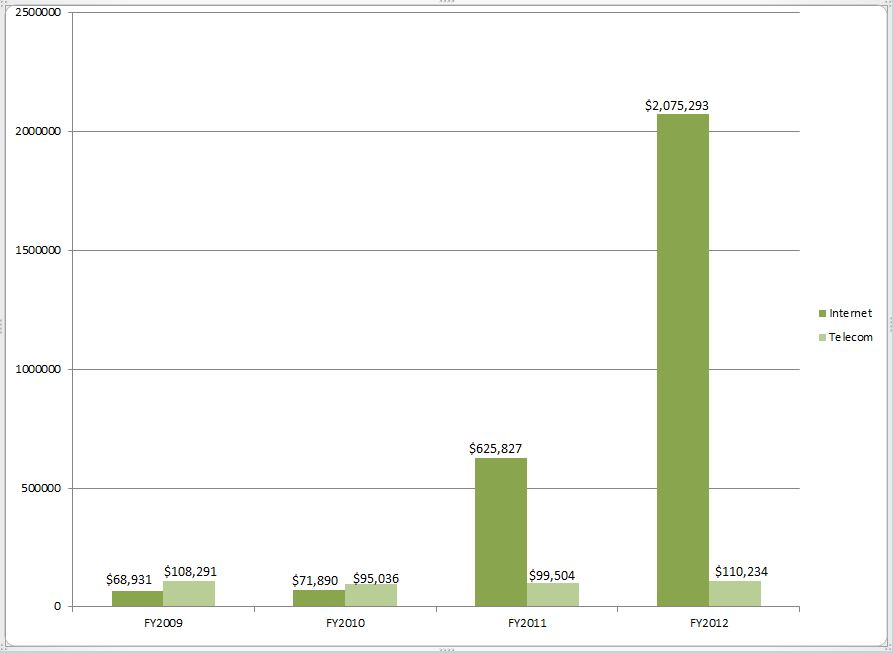 2500000
$2,075,293
2000000
1500000
Internet
Telecom
1000000
$625,827
500000
$68,931 $108,291 $71,890 $95,036 $99,504 $110,234
0
FY2009 FY2010 FY2011 FY2012